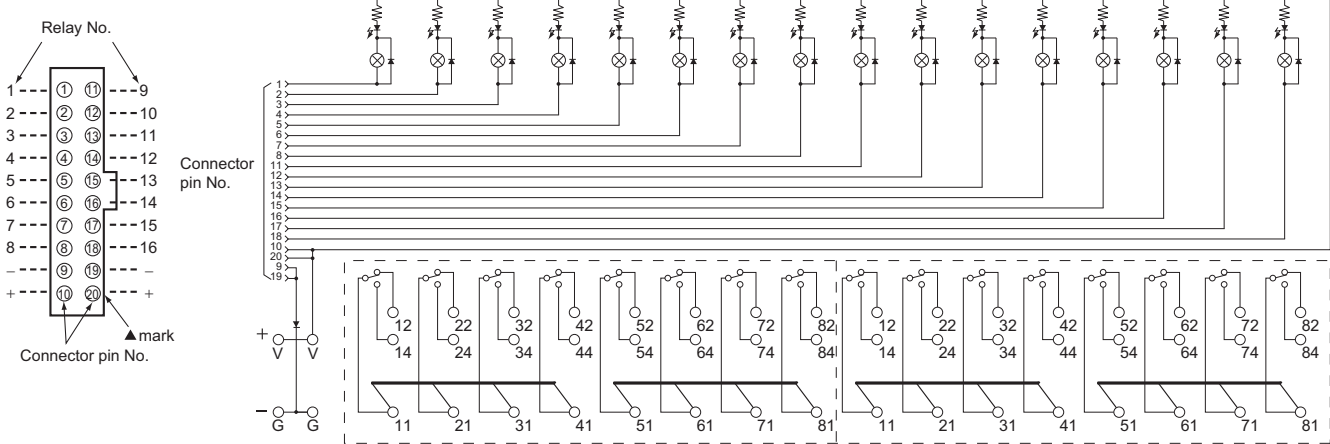 Relay No.
1 1 11 9
2 2 12 10
3 3 13 11
4 4 14 12
5 5 15 13
6 6 16 14
7 7 17 15
8 8 18 16
− 9 19 −
+ 10 20 +
▲mark
Connector pin No.
Connector
pin No.
1
2
3
4
5
6
7
8
11
12
13
14
15
16
17
18
10
20
9
19
+
V V
−
G G
12 22 32 42 52 62 72 82 12 22 32 42 52 62 72 82
14 24 34 44 54 64 74 84 14 24 34 44 54 64 74 84
11 21 31 41 51 61 71 81 11 21 31 41 51 61 71 81